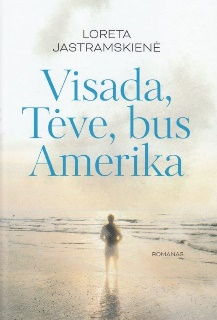 LORETA
JASTRAMSKIENĖ
Visada,
Tėve, bus
Amerika
ROMANAS